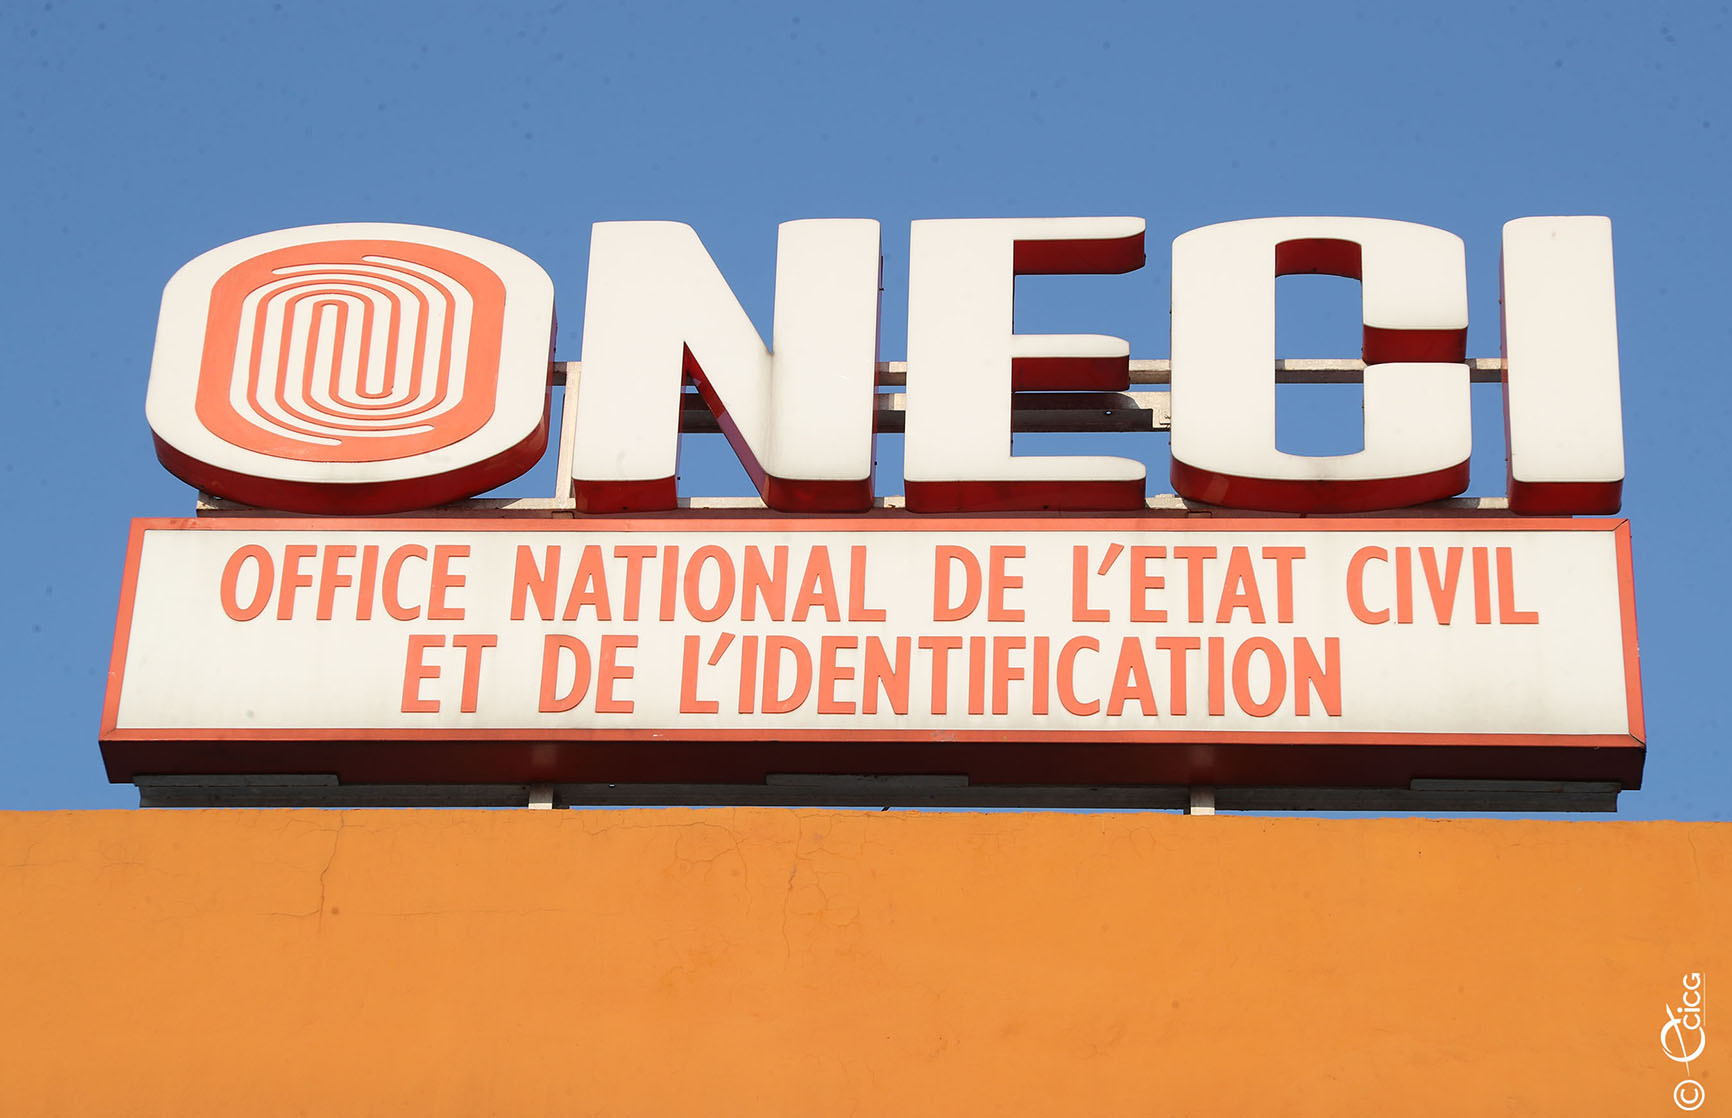 ONECI
OFFICE NATIONAL DE L'ETAT CIVIL
ET DE L'IDENTIFICATION
© CICG